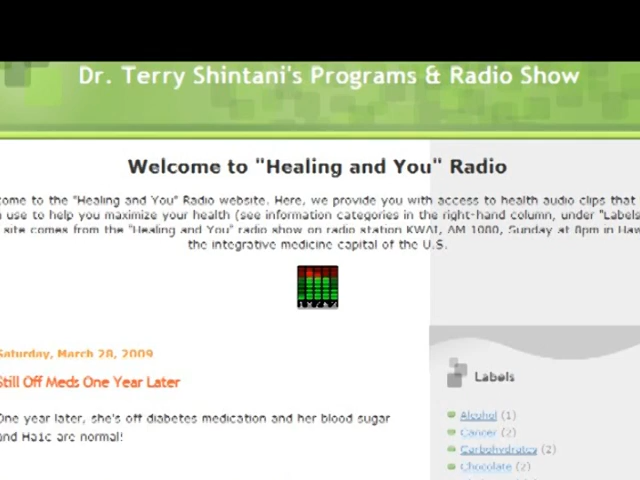 Dr. Terry Shintani's Programs & Radio Show
Welcome to "Healing and You" Radio
come to the "Healing and You" Radio website. Here, we provide you with access to health audio clips that
use to help you maximize your health (see information categories in the right-hand column, under "Labels
site comes from the "Healing and You" radio show on radio station KWAI, AM 1080, Sunday at 8pm in Haw
the integrative medicine capital of the U.S.
Saturday, March 28, 2009
Still Off Meds One Year Later
One year later, she's off diabetes medication and her blood sugar
and Ha1c are normal!
Labels
Alcohol (1)
Cancer (2)
Carbohydrates (2)
Chocolate (2)